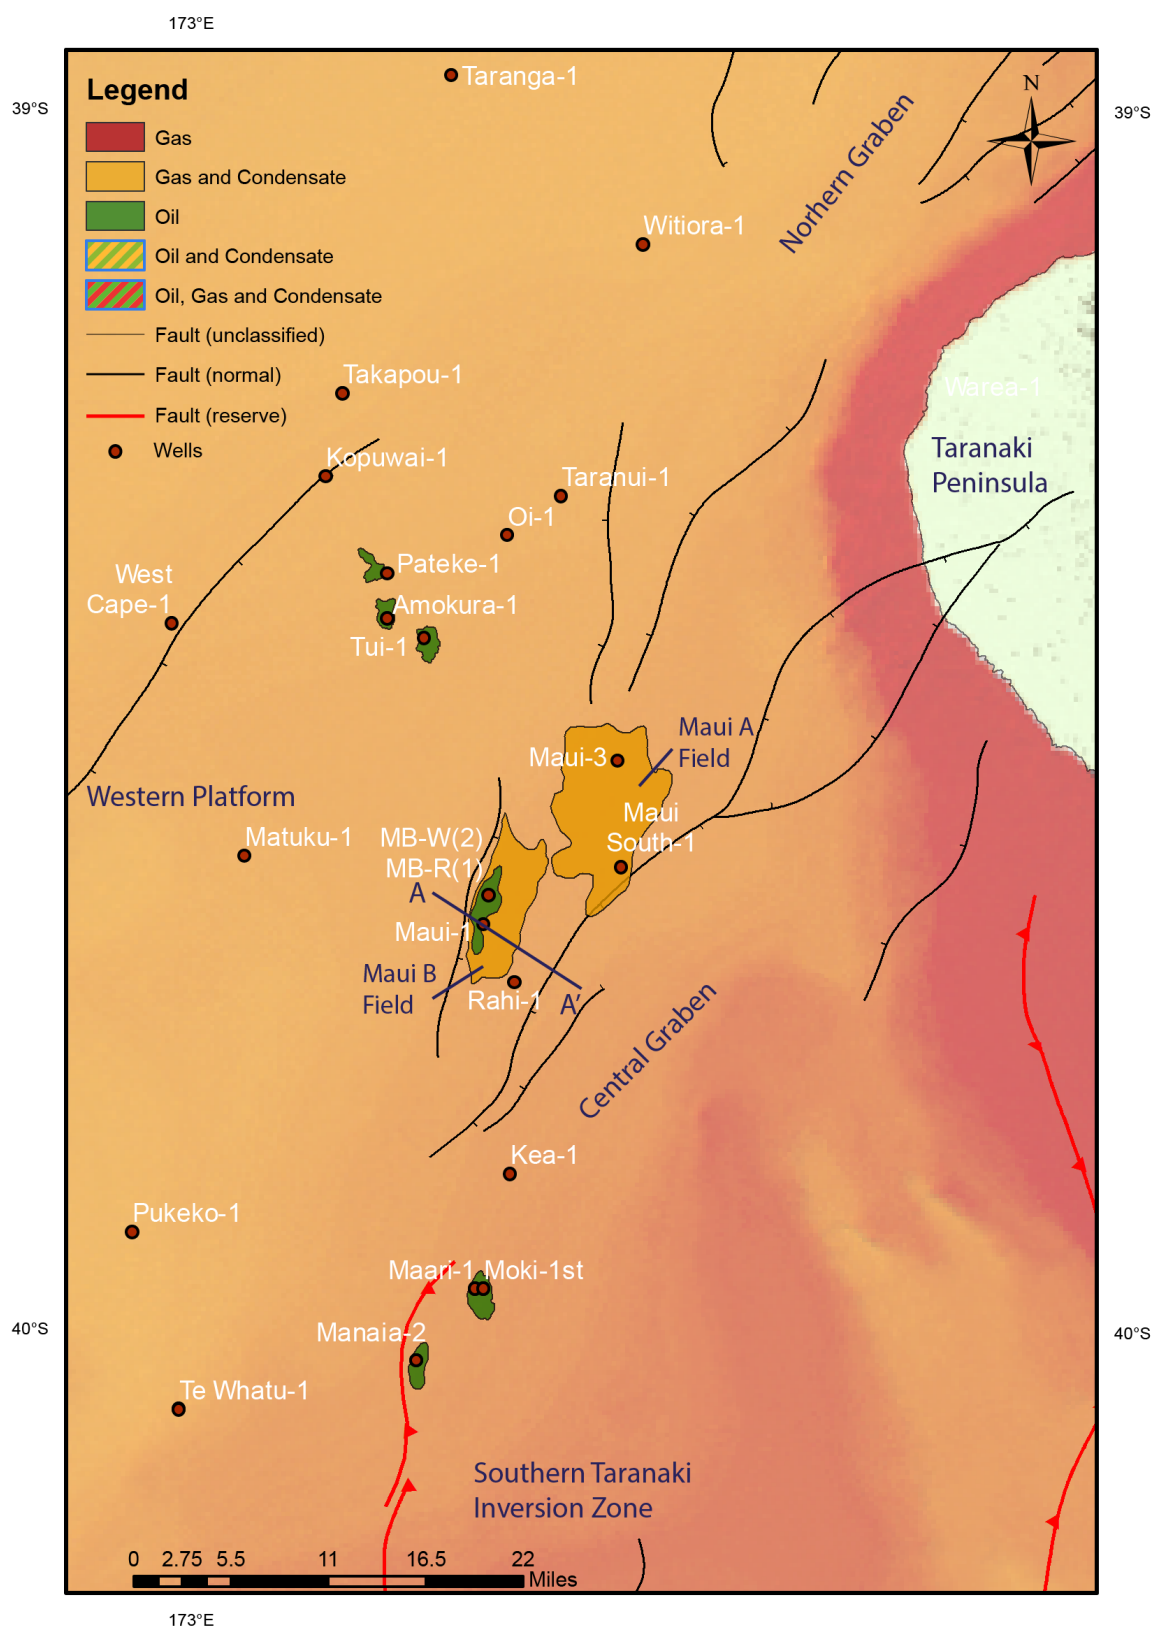 173°E
39°S
39°S
Legend
Gas
Gas and Condensate
Oil
Oil and Condensate
Oil, Gas and Condensate
Fault (unclassified)
Fault (normal)
Fault (reserve)
Wells
Taranga-1
N
Norhern Graben
Witiora-1
Takapou-1
Warea-1
Kopuwai-1
Taranaki
Peninsula
Taranui-1
Oi-1
Pateke-1
West
Cape-1
Amokura-1
Tui-1
Maui A
Field
Maui-3
Western Platform
Maui
South-1
Matuku-1
MB-W(2)
MB-R(1)
A
Maui-1
Maui B
Field
Rahi-1
A'
Central Graben
Kea-1
Pukeko-1
Maari-1
Moki-1st
Manaia-2
40°S
40°S
Te Whatu-1
Southern Taranaki
Inversion Zone
0 2.75 5.5 11 16.5 22
Miles
173°E